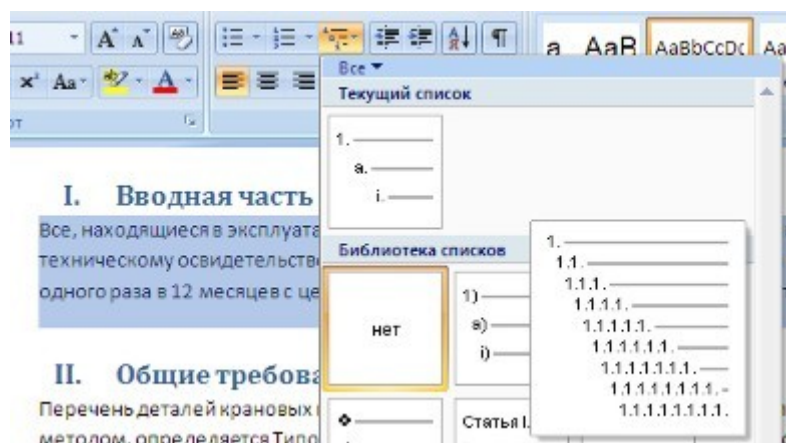 11 A A
x² Aa ab A
Все
Текущий список
1.
a.
i.
I. Вводная часть
Все, находящиеся в эксплуата
техническому освидетельств
одного раза в 12 месяцев с це
Библиотека списков
нет
1)
a)
i)
1.
1.1.
1.1.1.
1.1.1.1.
1.1.1.1.1.
1.1.1.1.1.1.
1.1.1.1.1.1.1.
1.1.1.1.1.1.1.1.
1.1.1.1.1.1.1.1.1.
II. Общие требова
Перечень деталей крановых
методом, определяется Типо
Статья I.
а AaB AaBbCcDc Aa